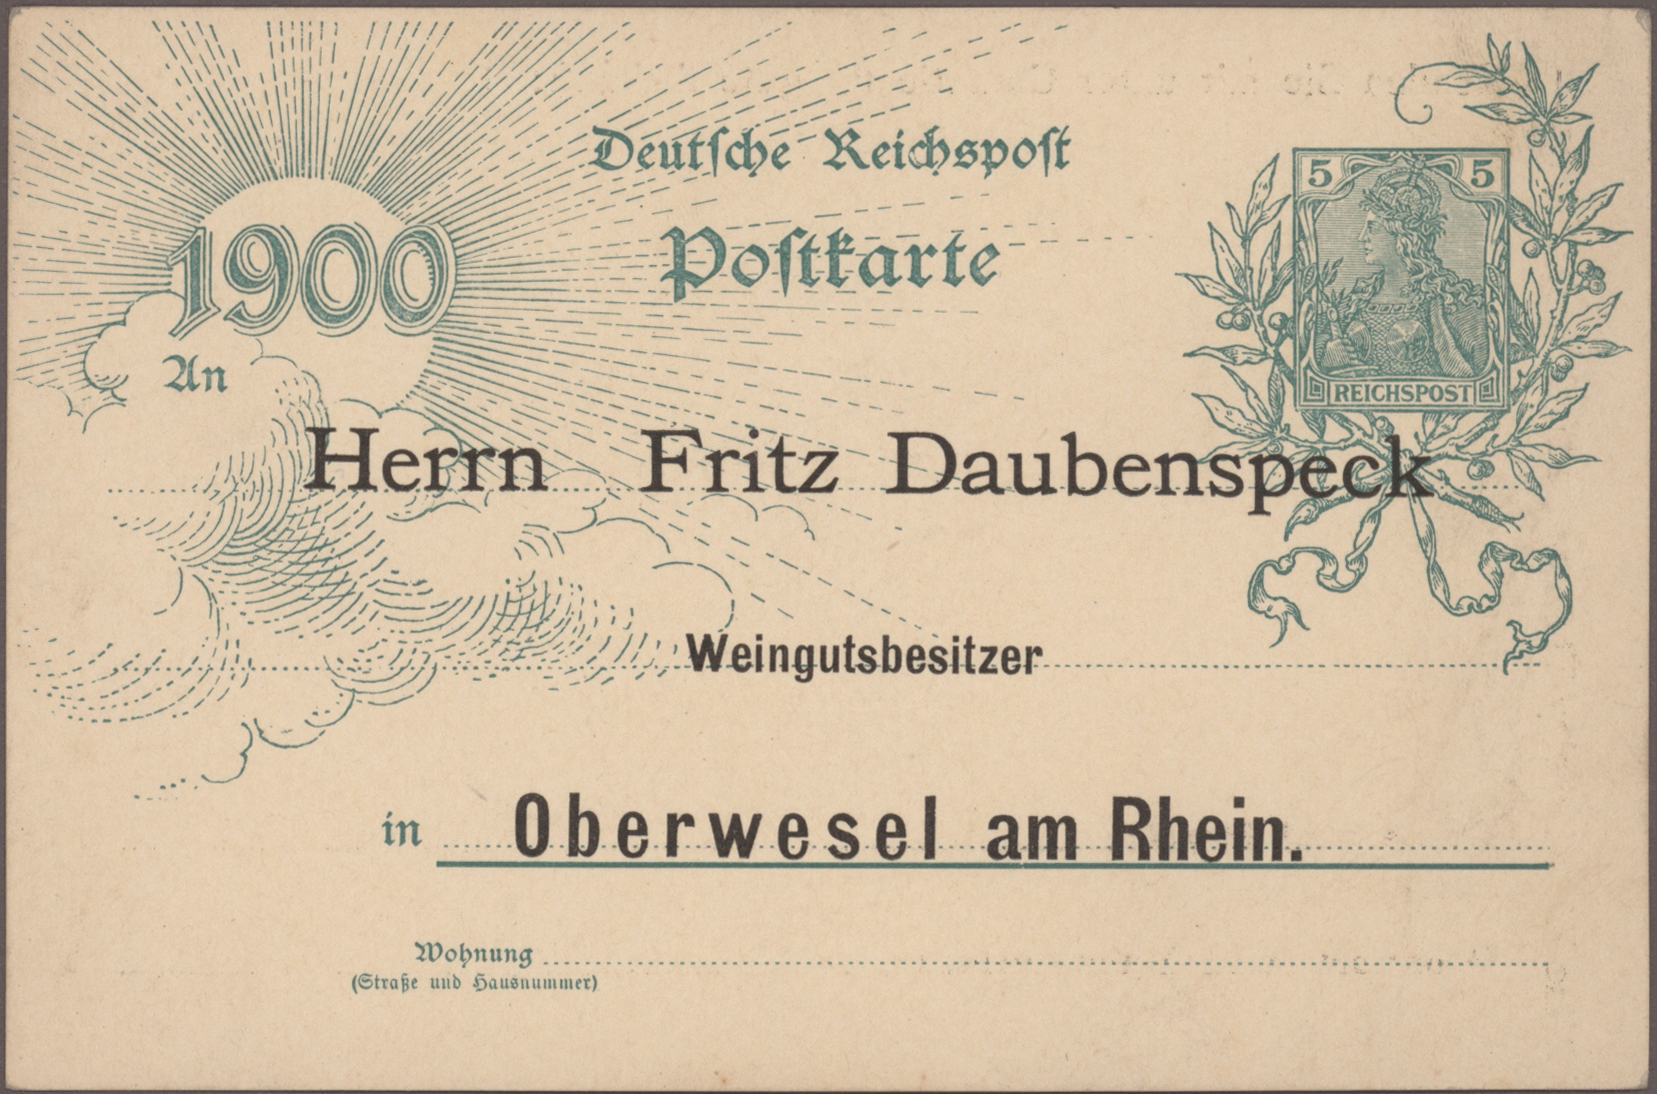 Deutsche Reichspost
5 5
1900
Postkarte
REICHSPOST
An
Herrn Fritz Daubenspeck
Weingutsbesitzer
in Oberwesel am Rhein.
Wohnung
(Straße und Hausnummer)